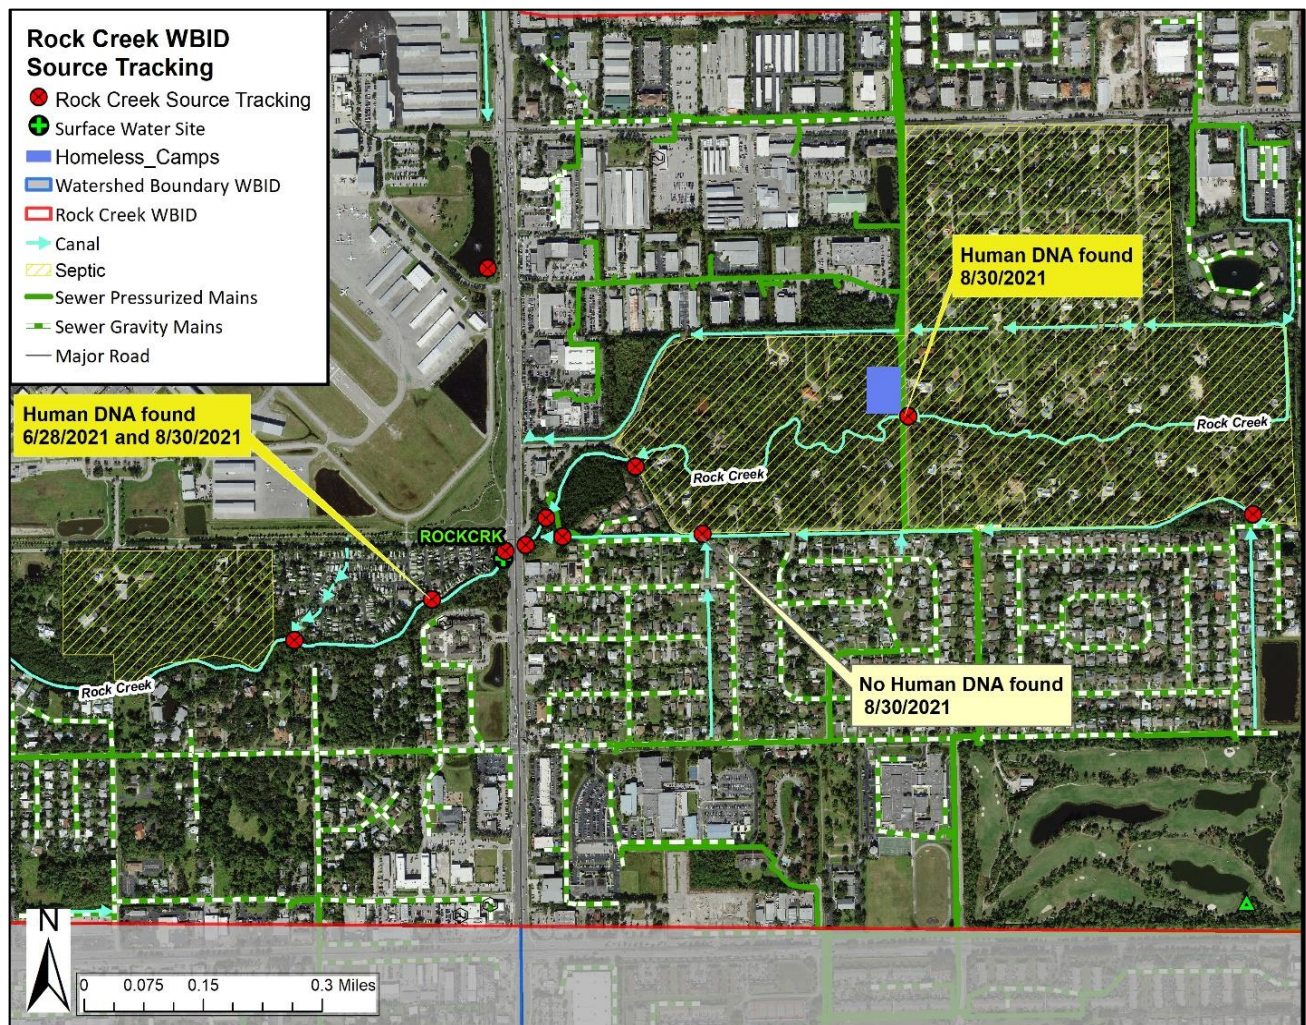 Rock Creek WBID
Source Tracking
Rock Creek Source Tracking
Surface Water Site
Homeless_Camps
Watershed Boundary WBID
Rock Creek WBID
Canal
Septic
Sewer Pressurized Mains
Sewer Gravity Mains
Major Road
Human DNA found
8/30/2021
Human DNA found
6/28/2021 and 8/30/2021
Rock Creek
Rock Creek
ROCKCRK
No Human DNA found
8/30/2021
Rock Creek
N
0 0.075 0.15 0.3 Miles